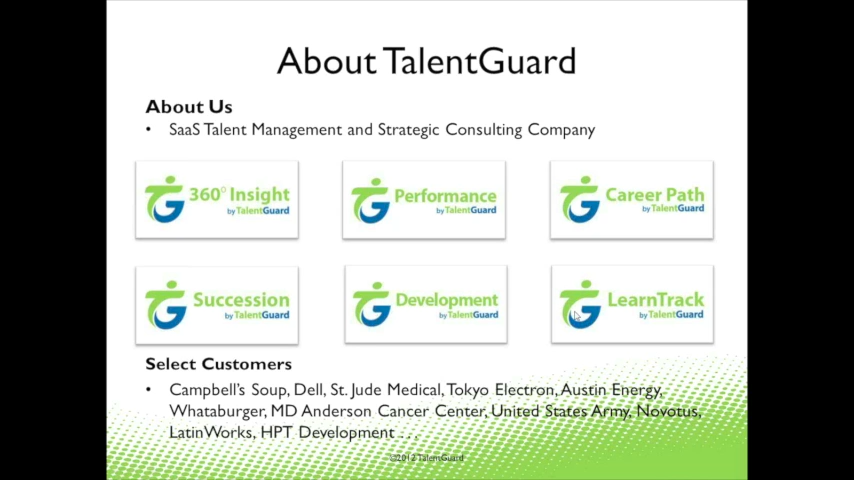 About TalentGuard
About Us
• SaaS Talent Management and Strategic Consulting Company
360° Insight
by TalentGuard
Performance
by TalentGuard
Career Path
by TalentGuard
Succession
by TalentGuard
Development
by TalentGuard
LearnTrack
by TalentGuard
Select Customers
• Campbell's Soup, Dell, St. Jude Medical, Tokyo Electron, Austin Energy,
Whataburger, MD Anderson Cancer Center, United States Army, Novotus,
LatinWorks, HPT Development . . .
©2012 TalentGuard